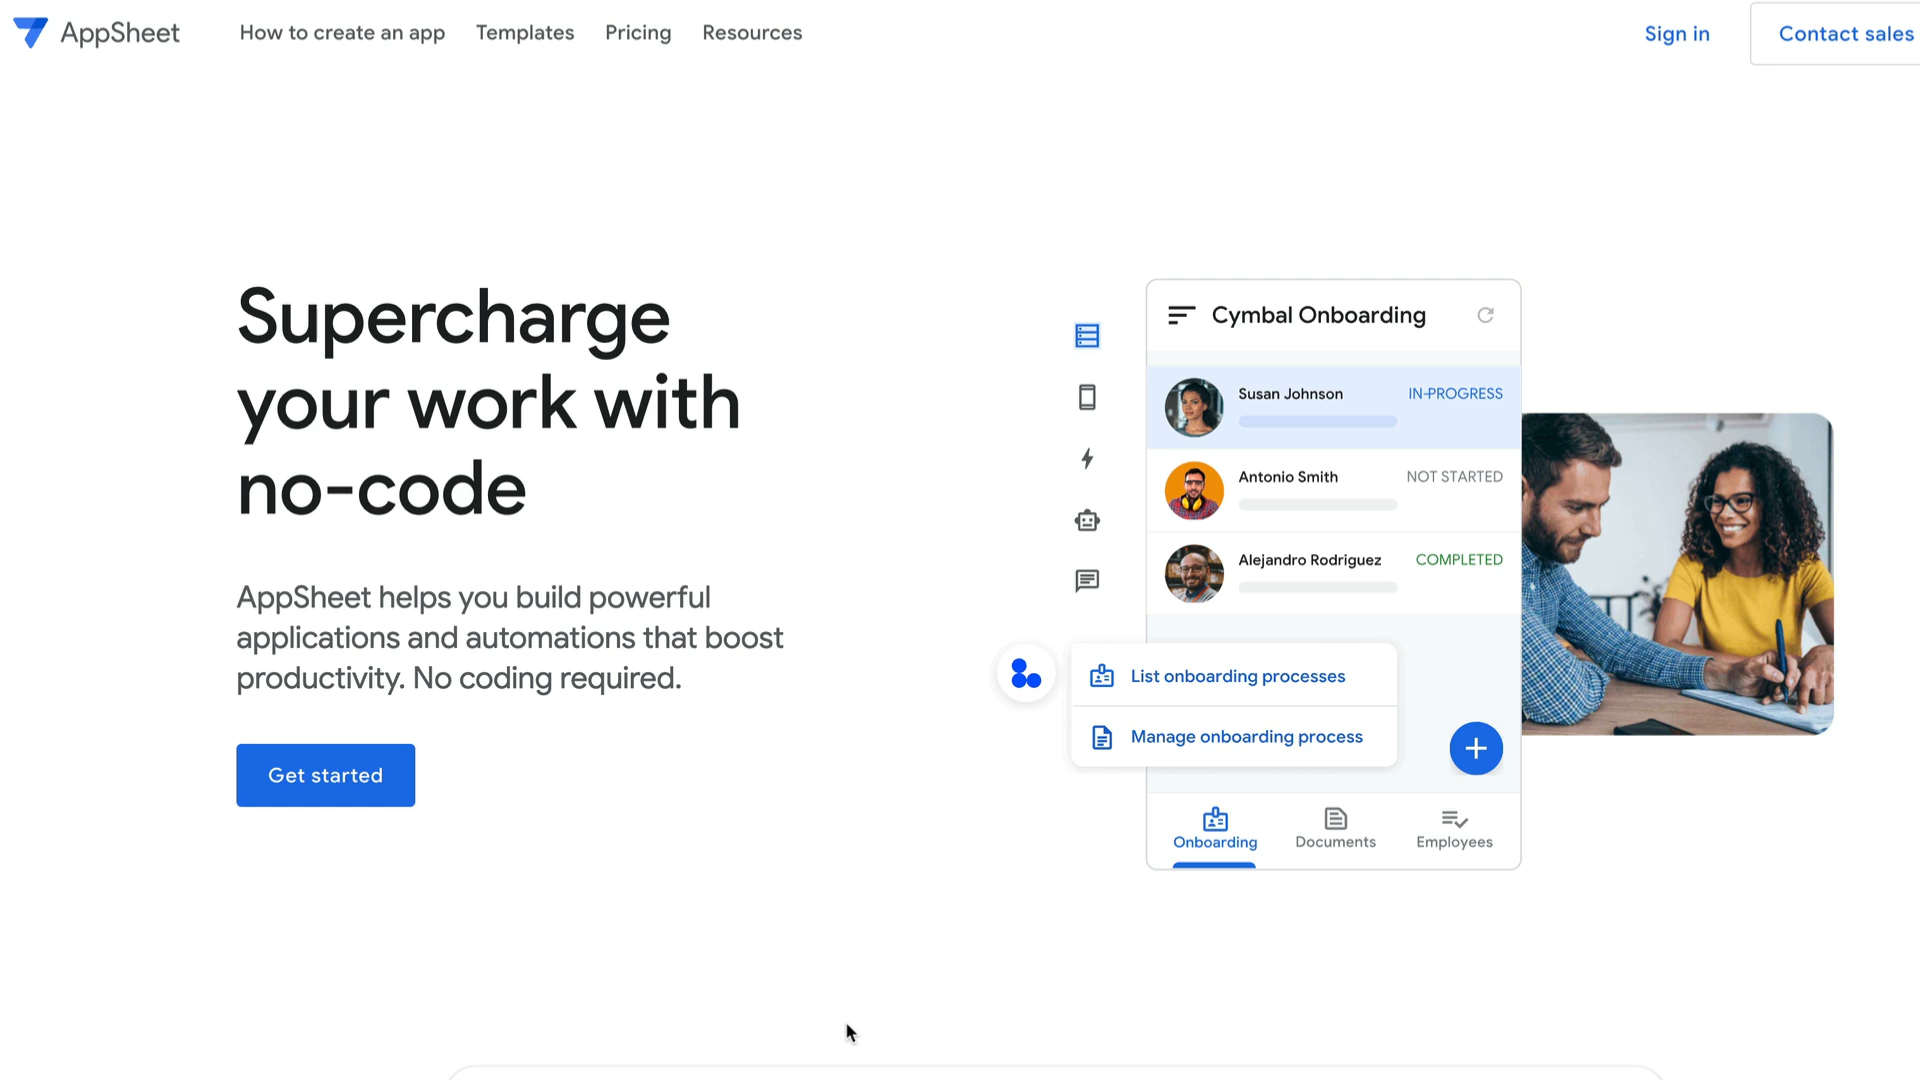 AppSheet
How to create an app
Templates
Pricing
Resources
Sign in
Contact sales
Supercharge
your work with
no-code
AppSheet helps you build powerful
applications and automations that boost
productivity. No coding required.
Get started
Cymbal Onboarding
Susan Johnson
IN-PROGRESS
Antonio Smith
NOT STARTED
Alejandro Rodriguez
COMPLETED
List onboarding processes
Manage onboarding process
Onboarding
Documents
Employees